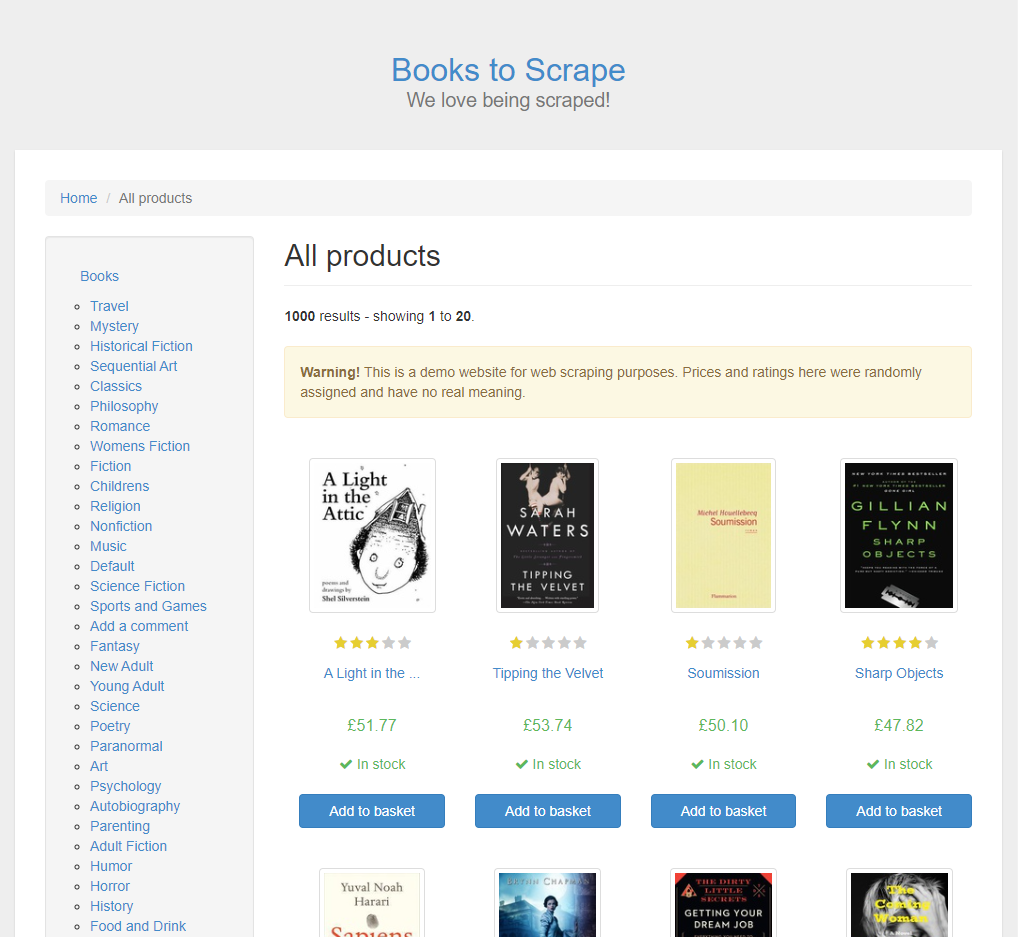 Books to Scrape
We love being scraped!
Home / All products
Books
Travel
Mystery
Historical Fiction
Sequential Art
Classics
Philosophy
Romance
Womens Fiction
Fiction
Childrens
Religion
Nonfiction
Music
Default
Science Fiction
Sports and Games
Add a comment
Fantasy
New Adult
Young Adult
Science
Poetry
Paranormal
Art
Psychology
Autobiography
Parenting
Adult Fiction
Humor
Horror
History
Food and Drink
All products
1000 results - showing 1 to 20.
Warning! This is a demo website for web scraping purposes. Prices and ratings here were randomly
assigned and have no real meaning.
A Light
in the
Attic
poems and
drawings by
Shel Silverstein
SARAH
WATERS
TIPPING
THE VELVET
Michel Houellebecq
Soumission
Flammarion
NEW YORK TIMES BESTSELLER
GONE GIRL
GILLIAN
FLYNN
SHARP
OBJECTS
A Light in the ...
Tipping the Velvet
Soumission
Sharp Objects
£51.77
£53.74
£50.10
£47.82
In stock
In stock
In stock
In stock
Add to basket
Add to basket
Add to basket
Add to basket
Yuval Noah
Harari
Sapiens
CHAPMAN
THE DIRTY
LITTLE
SECRETS
GETTING YOUR
DREAM JOB
The
Coming
Woman